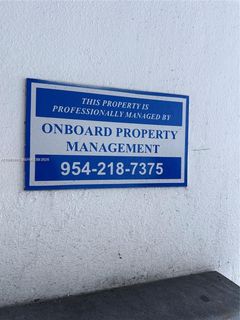 THIS PROPERTY IS
PROFESSIONALLY MANAGED BY
ONBOARD PROPERTY
MANAGEMENT
954-218-7375